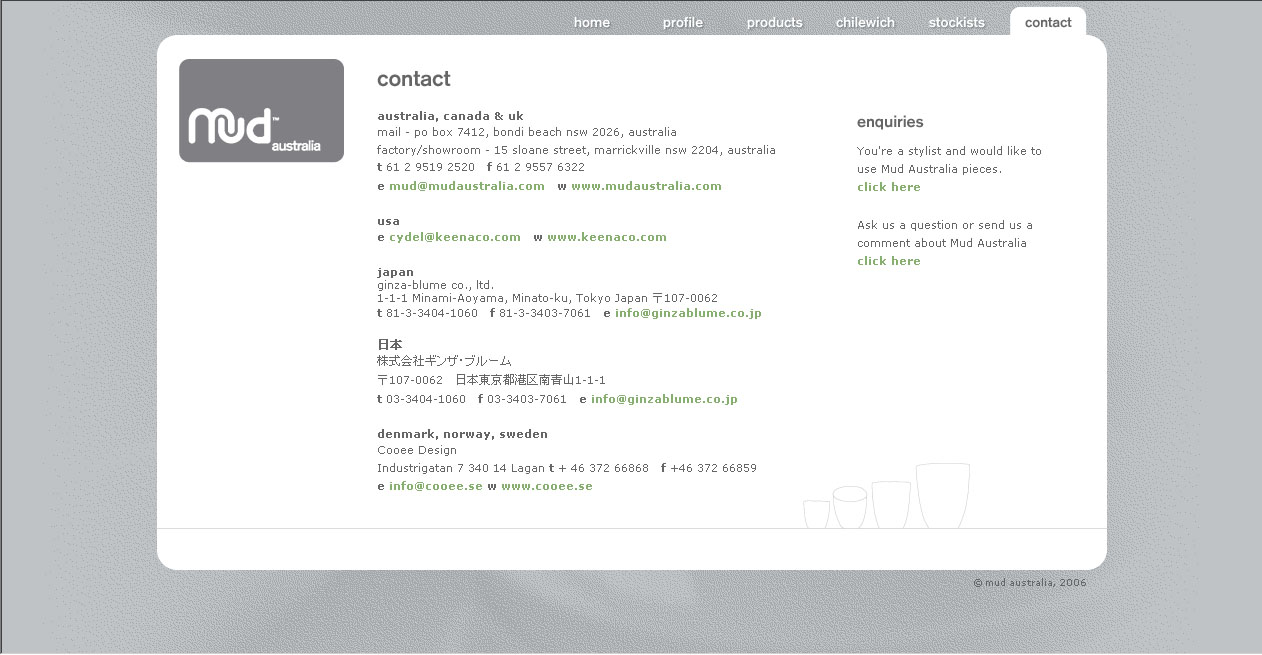 home profile products chilewich stockists contact
mud™
australia
contact
australia, canada & uk
mail - po box 7412, bondi beach nsw 2026, australia
factory/showroom - 15 sloane street, marrickville nsw 2204, australia
t 61 2 9519 2520 f 61 2 9557 6322
e mud@mudaustralia.com w www.mudaustralia.com
usa
e cydel@keenaco.com w www.keenaco.com
japan
ginza-blume co., ltd.
1-1-1 Minami-Aoyama, Minato-ku, Tokyo Japan 〒107-0062
t 81-3-3404-1060 f 81-3-3403-7061 e info@ginzablume.co.jp
日本
株式会社ギンザ・ブルーム
〒107-0062 日本東京都港区南青山1-1-1
t 03-3404-1060 f 03-3403-7061 e info@ginzablume.co.jp
denmark, norway, sweden
Cooee Design
Industrigatan 7 340 14 Lagan t + 46 372 66868 f +46 372 66859
e info@cooee.se w www.cooee.se
enquiries
You're a stylist and would like to
use Mud Australia pieces.
click here
Ask us a question or send us a
comment about Mud Australia
click here
© mud australia, 2006